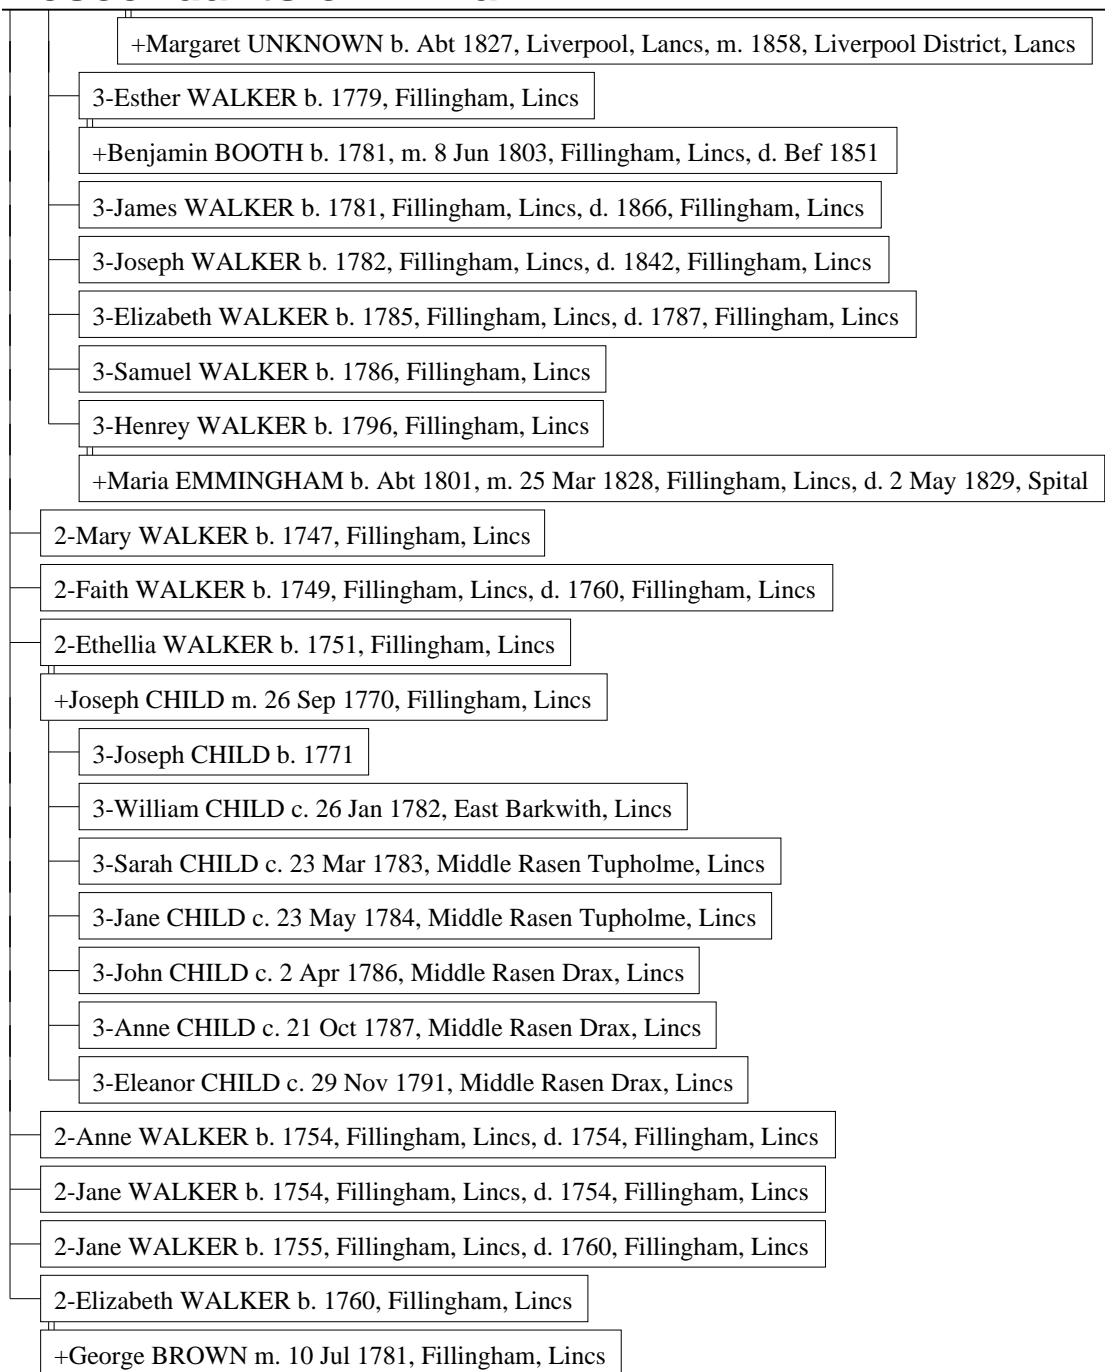 +Margaret UNKNOWN b. Abt 1827, Liverpool, Lancs, m. 1858, Liverpool District, Lancs
3-Esther WALKER b. 1779, Fillingham, Lincs
+Benjamin BOOTH b. 1781, m. 8 Jun 1803, Fillingham, Lincs, d. Bef 1851
3-James WALKER b. 1781, Fillingham, Lincs, d. 1866, Fillingham, Lincs
3-Joseph WALKER b. 1782, Fillingham, Lincs, d. 1842, Fillingham, Lincs
3-Elizabeth WALKER b. 1785, Fillingham, Lincs, d. 1787, Fillingham, Lincs
3-Samuel WALKER b. 1786, Fillingham, Lincs
3-Henrey WALKER b. 1796, Fillingham, Lincs
+Maria EMMINGHAM b. Abt 1801, m. 25 Mar 1828, Fillingham, Lincs, d. 2 May 1829, Spital
2-Mary WALKER b. 1747, Fillingham, Lincs
2-Faith WALKER b. 1749, Fillingham, Lincs, d. 1760, Fillingham, Lincs
2-Ethellia WALKER b. 1751, Fillingham, Lincs
+Joseph CHILD m. 26 Sep 1770, Fillingham, Lincs
3-Joseph CHILD b. 1771
3-William CHILD c. 26 Jan 1782, East Barkwith, Lincs
3-Sarah CHILD c. 23 Mar 1783, Middle Rasen Tupholme, Lincs
3-Jane CHILD c. 23 May 1784, Middle Rasen Tupholme, Lincs
3-John CHILD c. 2 Apr 1786, Middle Rasen Drax, Lincs
3-Anne CHILD c. 21 Oct 1787, Middle Rasen Drax, Lincs
3-Eleanor CHILD c. 29 Nov 1791, Middle Rasen Drax, Lincs
2-Anne WALKER b. 1754, Fillingham, Lincs, d. 1754, Fillingham, Lincs
2-Jane WALKER b. 1754, Fillingham, Lincs, d. 1754, Fillingham, Lincs
2-Jane WALKER b. 1755, Fillingham, Lincs, d. 1760, Fillingham, Lincs
2-Elizabeth WALKER b. 1760, Fillingham, Lincs
+George BROWN m. 10 Jul 1781, Fillingham, Lincs